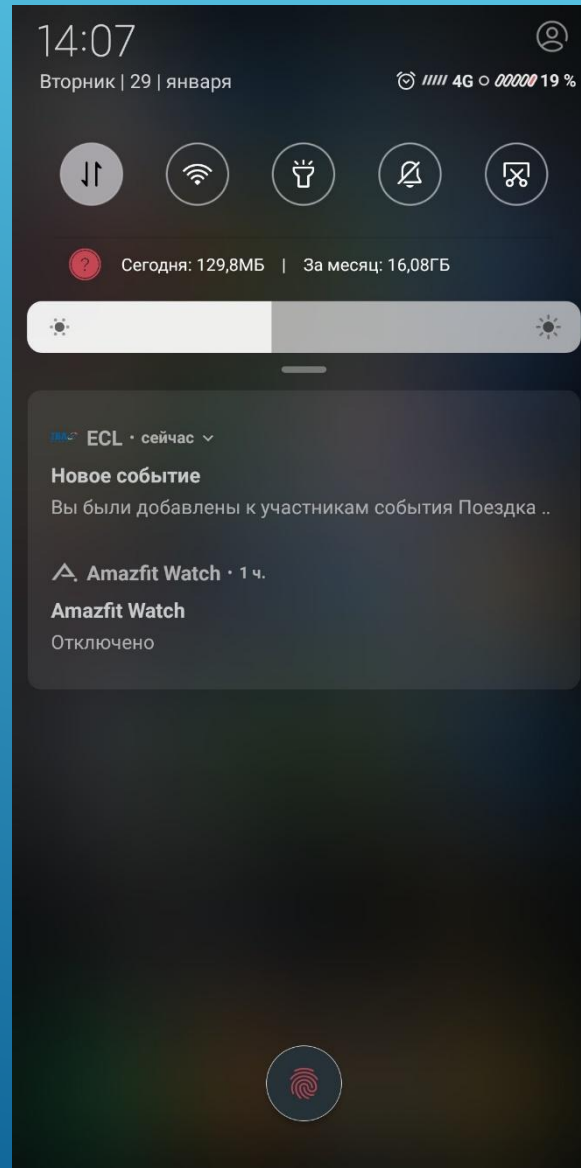 14:07
Вторник | 29 | января
4G 19 %
Сегодня: 129,8МБ | За месяц: 16,08ГБ
ECL · сейчас
Новое событие
Вы были добавлены к участникам события Поездка ..
Amazfit Watch · 1 ч.
Amazfit Watch
Отключено